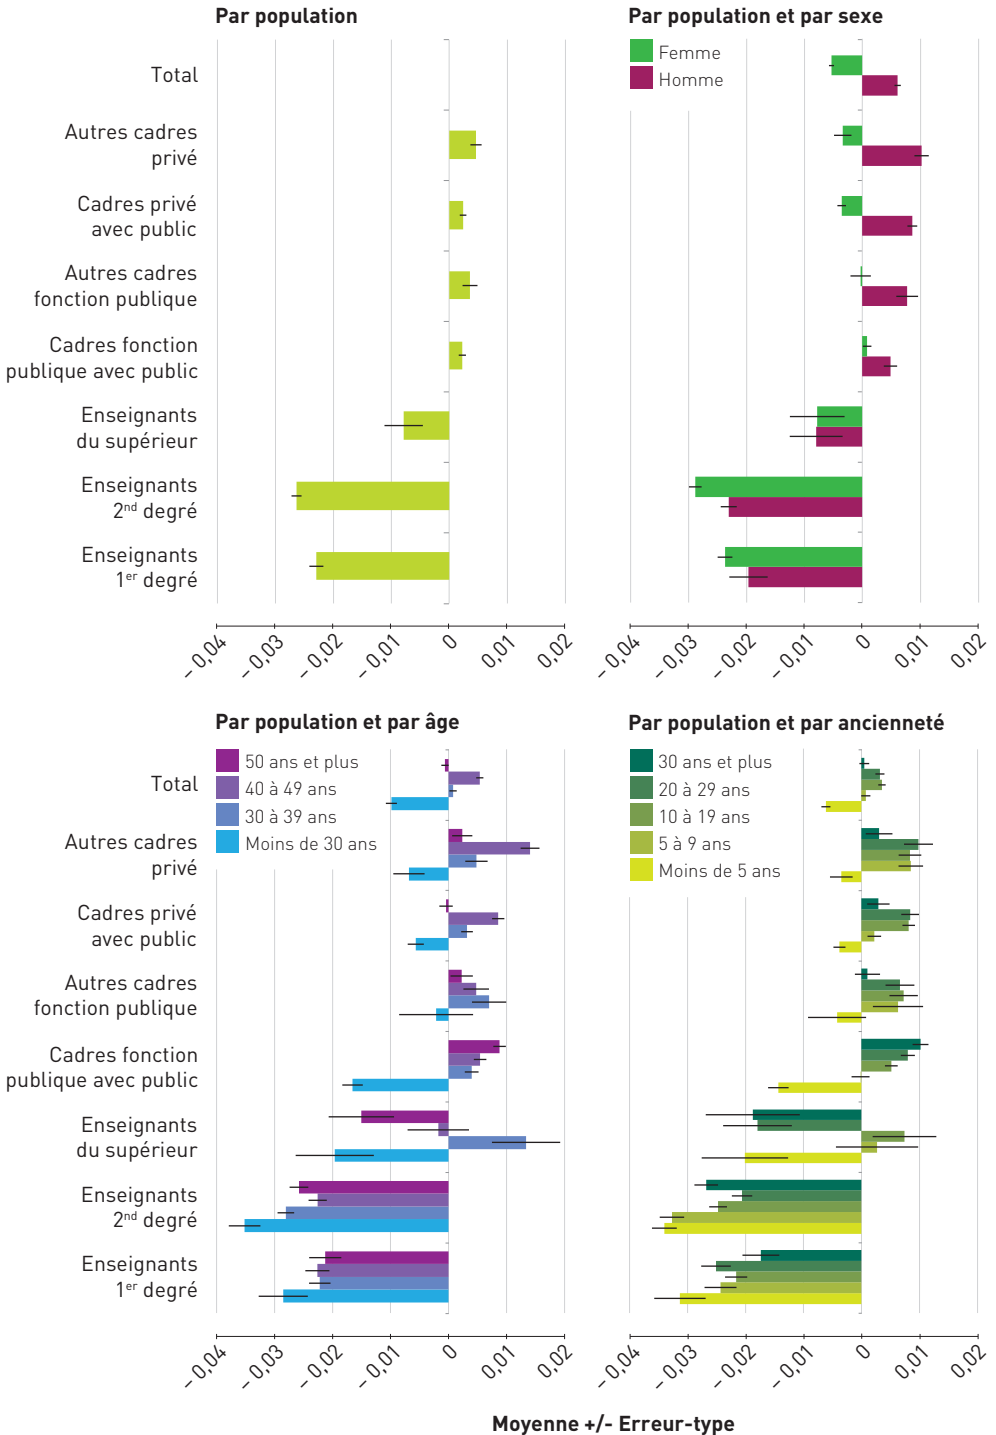 Par population
Total
Autres cadres
privé
Cadres privé
avec public
Autres cadres
fonction publique
Cadres fonction
publique avec public
Enseignants
du supérieur
Enseignants
2nd degré
Enseignants
1er degré
– 0,04
– 0,03
– 0,02
– 0,01
0
0,01
0,02
Par population et par sexe
Femme
Homme
– 0,04
– 0,03
– 0,02
– 0,01
0
0,01
0,02
Par population et par âge
50 ans et plus
40 à 49 ans
30 à 39 ans
Moins de 30 ans
Total
Autres cadres
privé
Cadres privé
avec public
Autres cadres
fonction publique
Cadres fonction
publique avec public
Enseignants
du supérieur
Enseignants
2nd degré
Enseignants
1er degré
– 0,04
– 0,03
– 0,02
– 0,01
0
0,01
0,02
Par population et par ancienneté
30 ans et plus
20 à 29 ans
10 à 19 ans
5 à 9 ans
Moins de 5 ans
– 0,04
– 0,03
– 0,02
– 0,01
0
0,01
0,02
Moyenne +/- Erreur-type